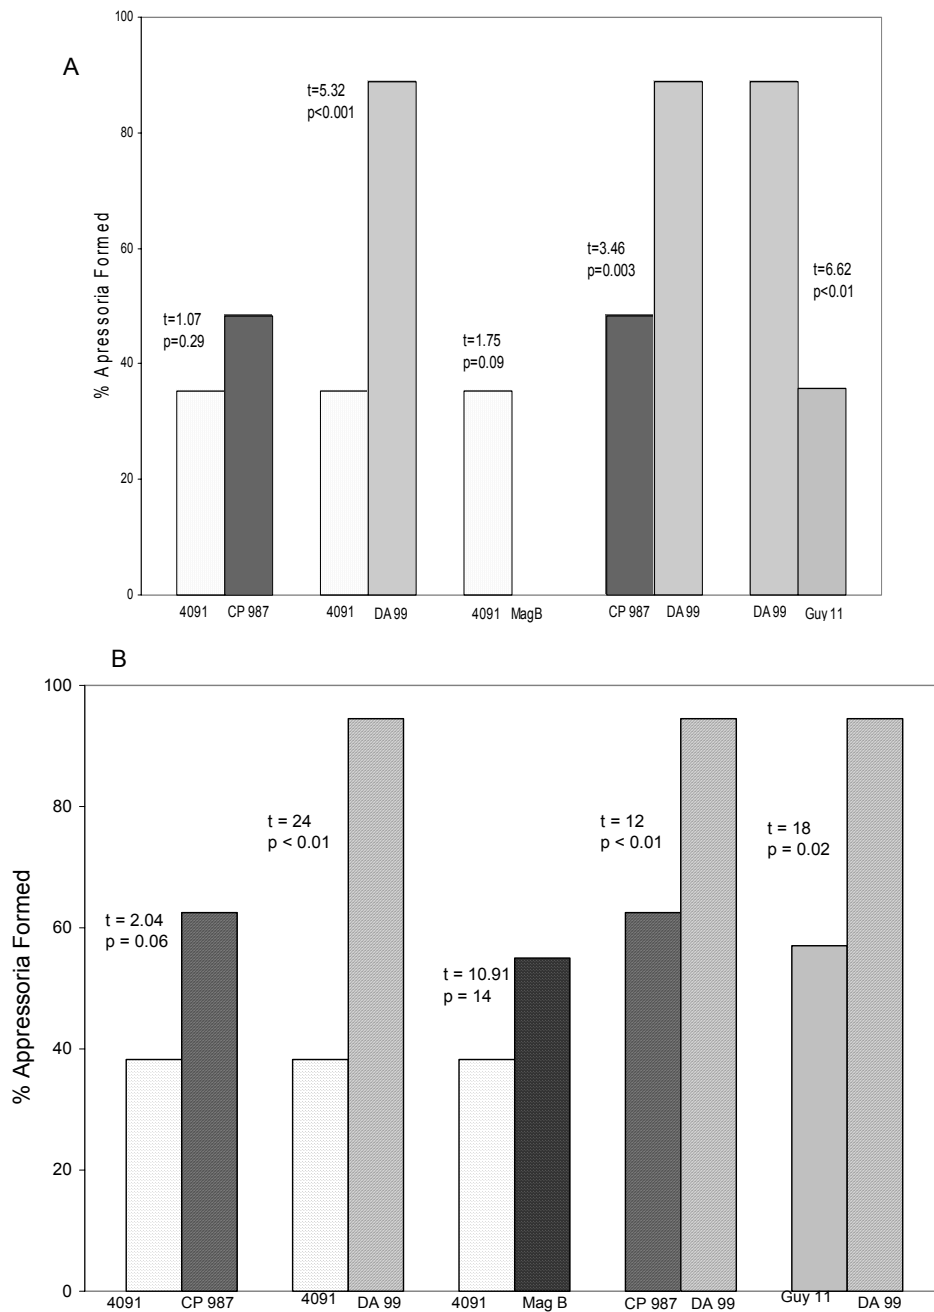 100
A
t=5.32
p<0.001
80
% Apressoria Formed
60
t=3.46
p=0.003
t=6.62
p<0.01
t=1.07
p=0.29
t=1.75
p=0.09
40
20
0
4091 CP 987 4091 DA 99 4091 MagB CP 987 DA 99 DA 99 Guy 11
B
100
80
t = 24
p < 0.01
t = 12
p < 0.01
t = 18
p = 0.02
% Appressoria Formed
60
t = 2.04
p = 0.06
t = 10.91
p = 14
40
20
0
4091 CP 987 4091 DA 99 4091 Mag B CP 987 DA 99 Guy 11 DA 99